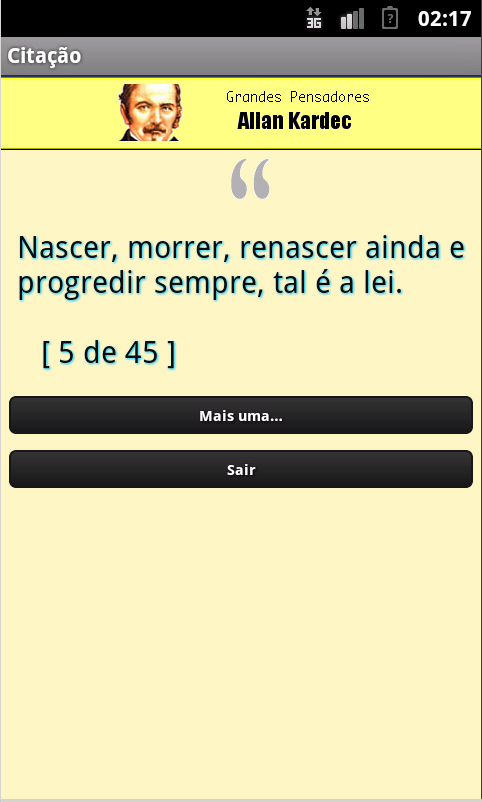 3G 02:17
Citação
Grandes Pensadores
Allan Kardec
“
Nascer, morrer, renascer ainda e
progredir sempre, tal é a lei.
[ 5 de 45 ]
Mais uma...
Sair